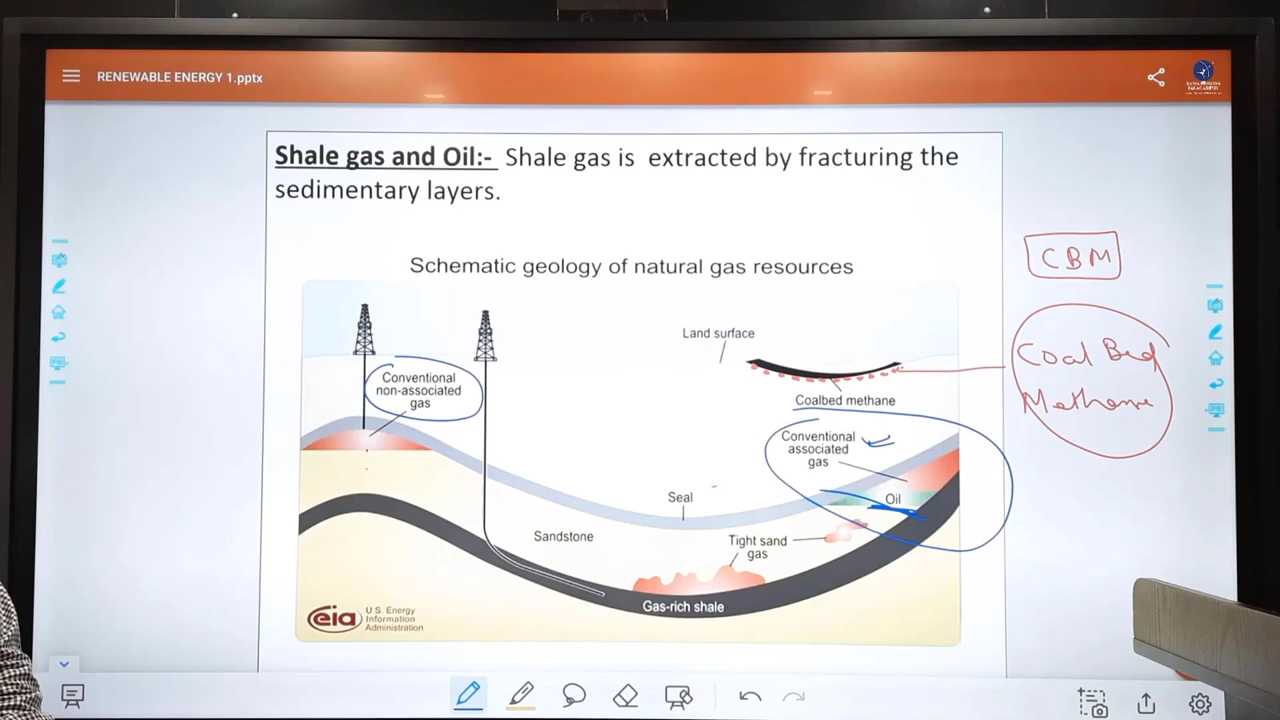 RENEWABLE ENERGY 1.pptx
Shale gas and Oil:- Shale gas is extracted by fracturing the
sedimentary layers.
Schematic geology of natural gas resources
CBM
Land surface
Coal Bed
Methane
Conventional
non-associated
gas
Coalbed methane
Conventional
associated
gas
Seal
Oil
Sandstone
Tight sand
gas
Gas-rich shale
eia
U.S. Energy
Information
Administration